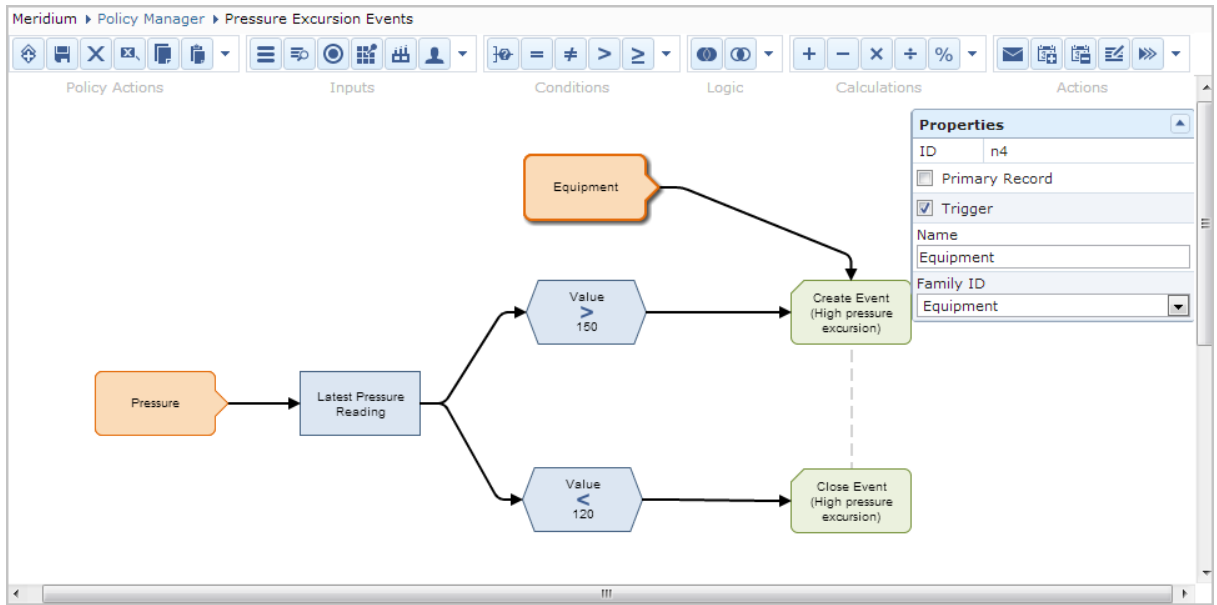 Meridium Policy Manager Pressure Excursion Events
Policy Actions Inputs Conditions Logic Calculations Actions
Properties
ID n4
Primary Record
Trigger
Name
Equipment
Family ID
Equipment
Equipment
Value
>
150
Create Event
(High pressure
excursion)
Pressure
Latest Pressure
Reading
Value
<
120
Close Event
(High pressure
excursion)